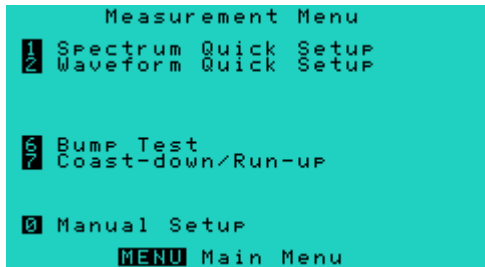 Measurement Menu
1 Spectrum Quick Setup
2 Waveform Quick Setup
6 Bump Test
7 Coast-down/Run-up
0 Manual Setup
MENU Main Menu